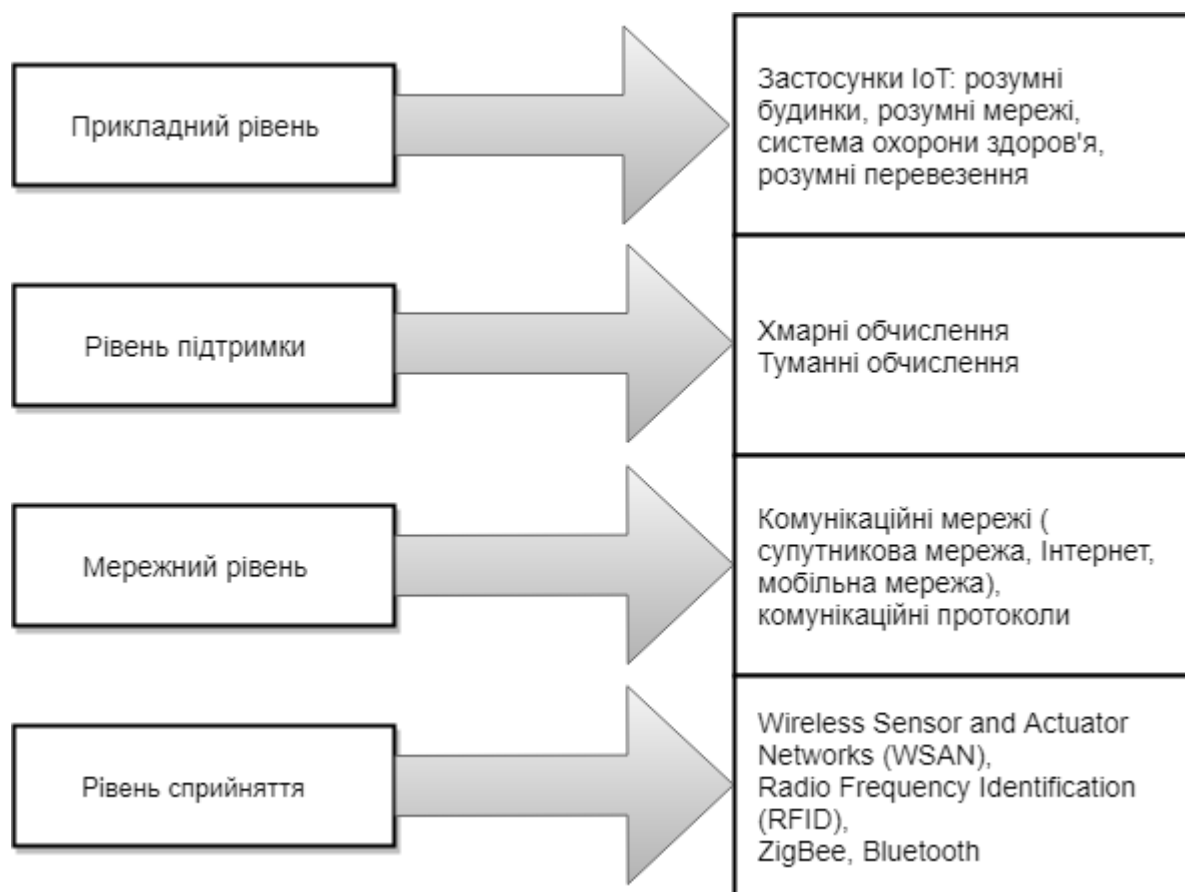 Прикладний рівень
Застосунки IoT: розумні
будинки, розумні мережі,
система охорони здоров'я,
розумні перевезення
Рівень підтримки
Хмарні обчислення
Туманні обчислення
Мережний рівень
Комунікаційні мережі (
супутникова мережа, Інтернет,
мобільна мережа),
комунікаційні протоколи
Рівень сприйняття
Wireless Sensor and Actuator
Networks (WSAN),
Radio Frequency Identification
(RFID),
ZigBee, Bluetooth